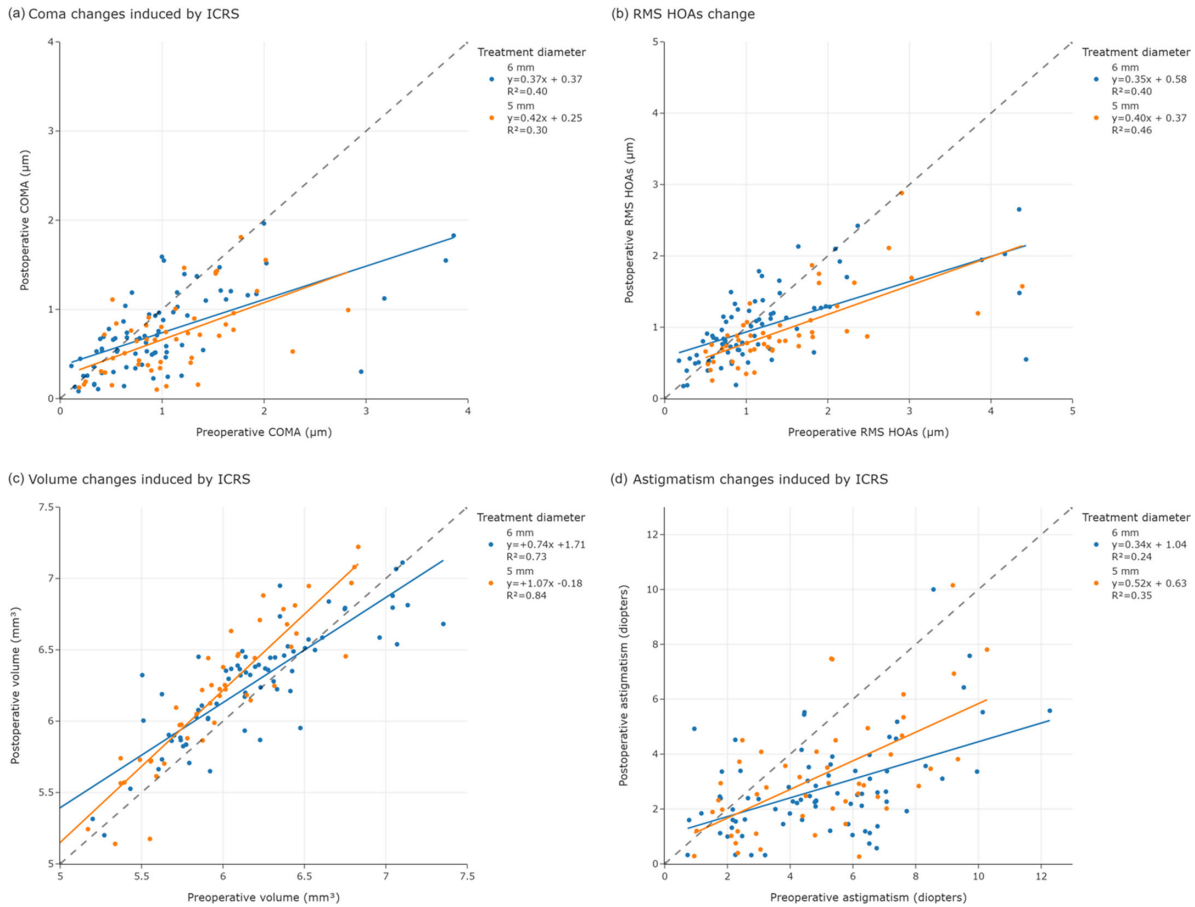 (a) Coma changes induced by ICRS
4
3
2
1
0
0
1
2
3
4
Postoperative COMA (µm)
Preoperative COMA (µm)
Treatment diameter
6 mm
y=0.37x + 0.37
R²=0.40
5 mm
y=0.42x + 0.25
R²=0.30
(b) RMS HOAs change
5
4
3
2
1
0
0
1
2
3
4
5
Postoperative RMS HOAs (µm)
Preoperative RMS HOAs (µm)
Treatment diameter
6 mm
y=0.35x + 0.58
R²=0.40
5 mm
y=0.40x + 0.37
R²=0.46
(c) Volume changes induced by ICRS
7.5
7
6.5
6
5.5
5
5
5.5
6
6.5
7
7.5
Postoperative volume (mm³)
Preoperative volume (mm³)
Treatment diameter
6 mm
y=+0.74x +1.71
R²=0.73
5 mm
y=+1.07x -0.18
R²=0.84
(d) Astigmatism changes induced by ICRS
12
10
8
6
4
2
0
0
2
4
6
8
10
12
Postoperative astigmatism (diopters)
Preoperative astigmatism (diopters)
Treatment diameter
6 mm
y=0.34x + 1.04
R²=0.24
5 mm
y=0.52x + 0.63
R²=0.35